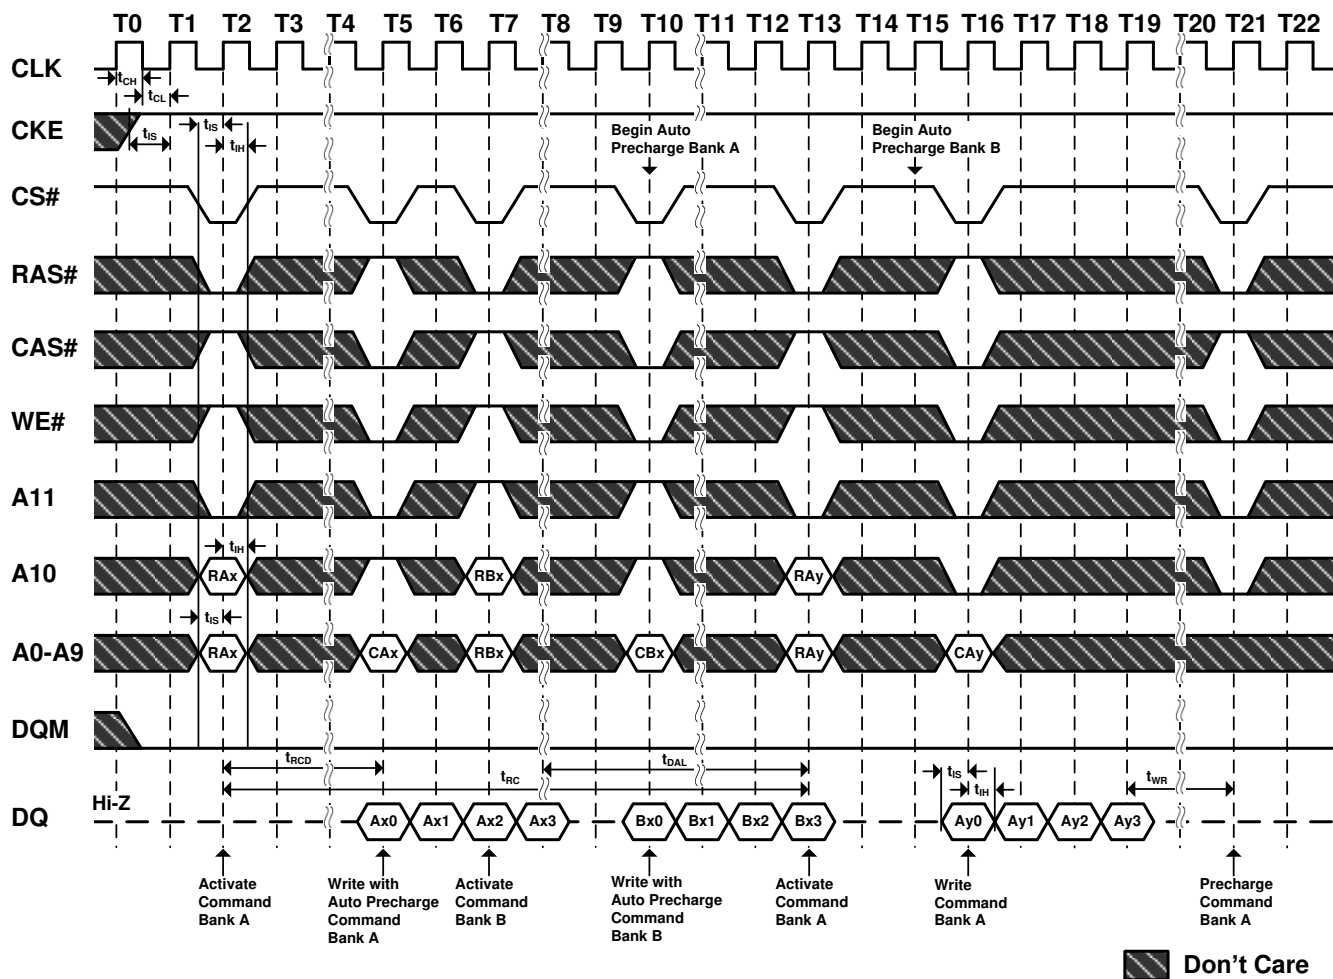 T0 T1 T2 T3 T4 T5 T6 T7 T8 T9 T10 T11 T12 T13 T14 T15 T16 T17 T18 T19 T20 T21 T22
CLK
tCH
tCL
CKE
tIS
tIS
tIH
Begin Auto
Precharge Bank A
Begin Auto
Precharge Bank B
CS#
RAS#
CAS#
WE#
A11
tIH
A10
RAx RBx RAy
tIS
A0-A9
RAx CAx RBx CBx RAy CAy
DQM
tRCD
tDAL
tRC
tIS
tIH
tWR
Hi-Z
DQ
Ax0 Ax1 Ax2 Ax3 Bx0 Bx1 Bx2 Bx3 Ay0 Ay1 Ay2 Ay3
Activate
Command
Bank A
Write with
Auto Precharge
Command
Bank A
Activate
Command
Bank B
Write with
Auto Precharge
Command
Bank B
Activate
Command
Bank A
Write
Command
Bank A
Precharge
Command
Bank A
Don't Care